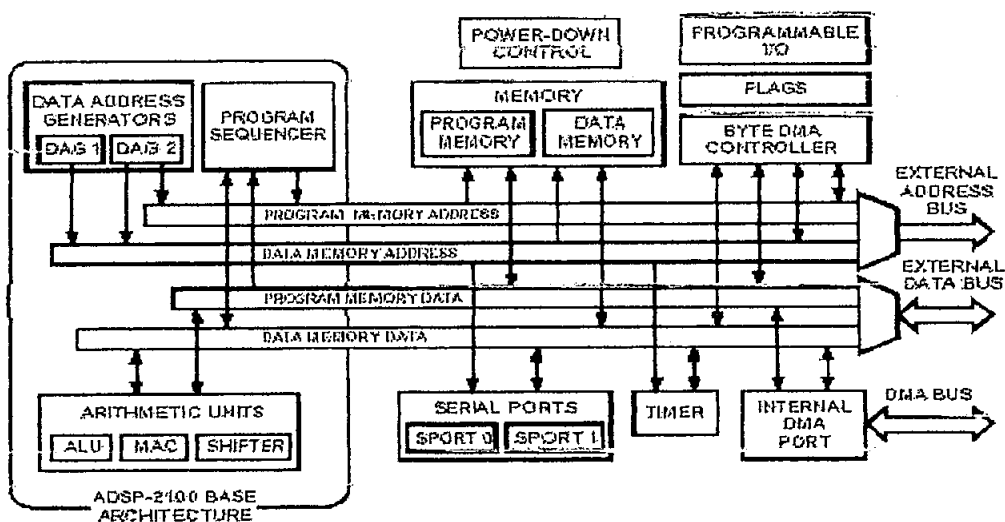 POWER-DOWN
CONTROL
PROGRAMMABLE
I/O
FLAGS
DATA ADDRESS
GENERATORS
DAG 1
DAG 2
PROGRAM
SEQUENCER
MEMORY
PROGRAM
MEMORY
DATA
MEMORY
BYTE DMA
CONTROLLER
EXTERNAL
ADDRESS
BUS
PROGRAM MEMORY ADDRESS
DATA MEMORY ADDRESS
EXTERNAL
DATA BUS
PROGRAM MEMORY DATA
DATA MEMORY DATA
ARITHMETIC UNITS
ALU
MAC
SHIFTER
SERIAL PORTS
SPORT 0
SPORT 1
TIMER
INTERNAL
DMA
PORT
DMA BUS
ADSP-2100 BASE
ARCHITECTURE